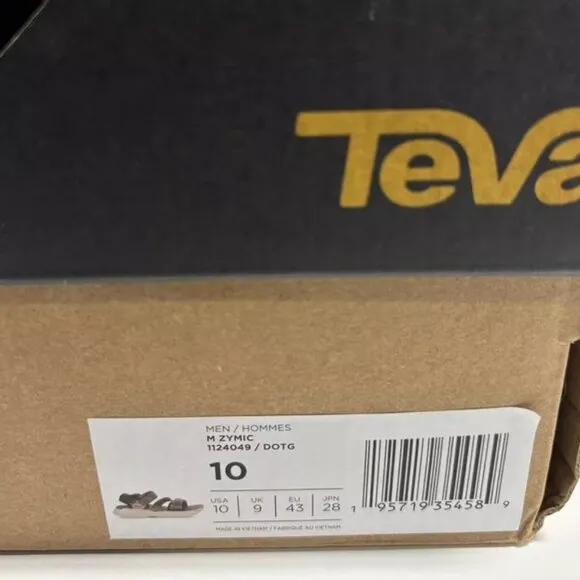 Teva
MEN / HOMMES
M ZYMIC
1124049 / DOTG
10
USA UK EU JPN
10 9 43 28
1 95719 35458 9
MADE IN VIETNAM / FABRIQUÉ AU VIETNAM